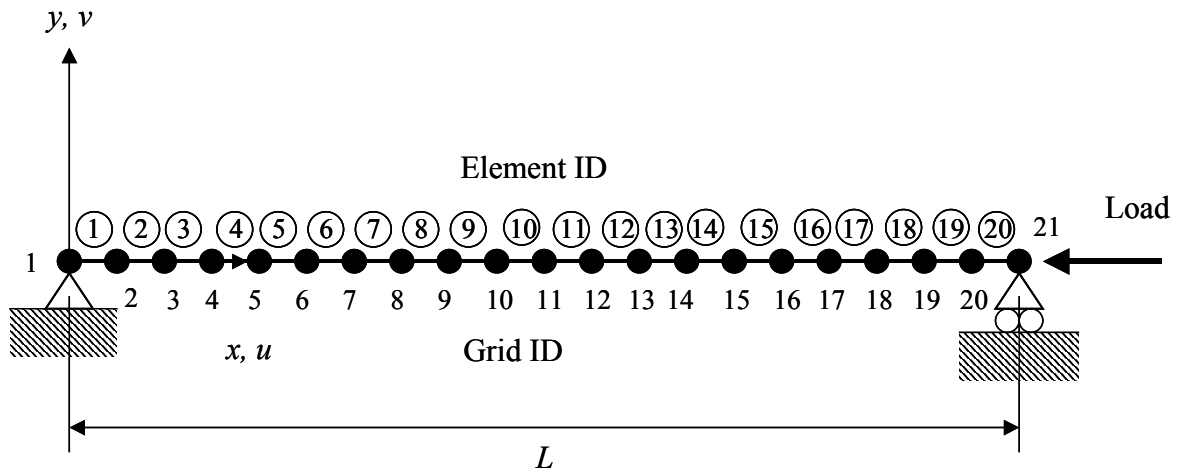 y, v
Element ID
1 2 3 4 5 6 7 8 9 10 11 12 13 14 15 16 17 18 19 20 21
Load
1
2 3 4 5 6 7 8 9 10 11 12 13 14 15 16 17 18 19 20
x, u
Grid ID
L